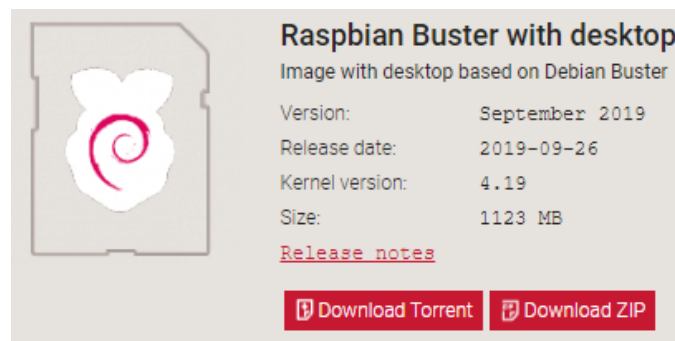 Raspbian Buster with desktop
Image with desktop based on Debian Buster
Version: September 2019
Release date: 2019-09-26
Kernel version: 4.19
Size: 1123 MB
Release notes
Download Torrent Download ZIP